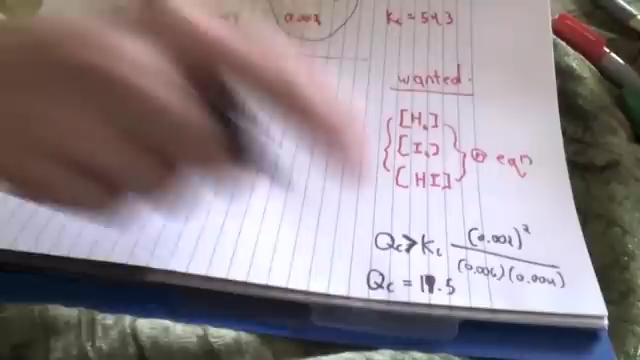 0.002
Kc = 54.3
wanted.
[H₂]
[I₂]
[HI]
@ eqn
Qc > Kc (0.002)²
(0.006)(0.004)
Qc = 19.5